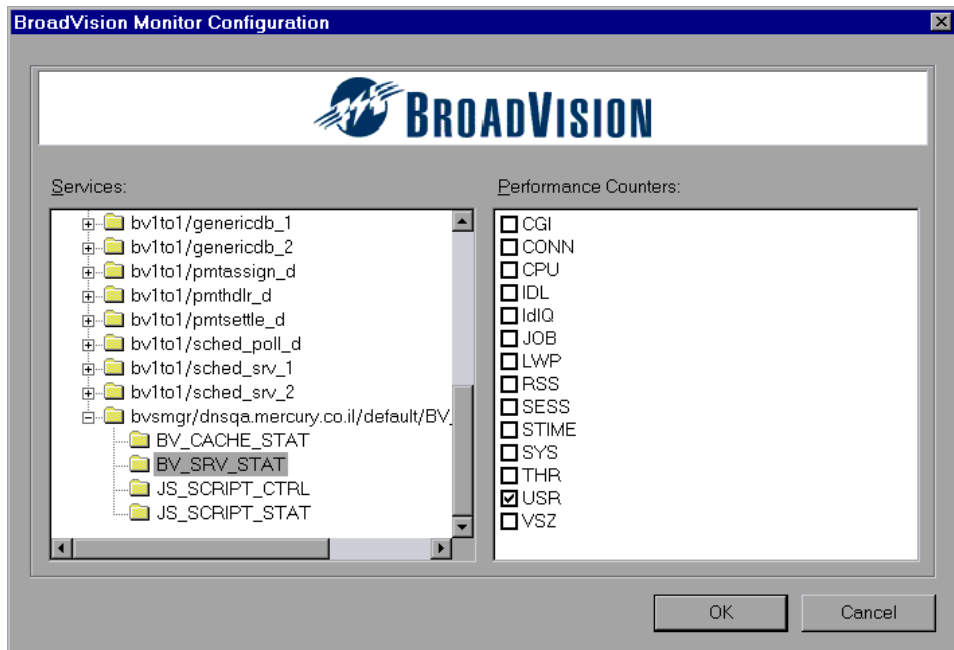 BroadVision Monitor Configuration
BROADVISION
Services:
bv1to1/genericdb_1
bv1to1/genericdb_2
bv1to1/pmtassign_d
bv1to1/pmthdlr_d
bv1to1/pmtsettle_d
bv1to1/sched_poll_d
bv1to1/sched_srv_1
bv1to1/sched_srv_2
bvsmgr/dnsqa.mercury.co.il/default/BV_
BV_CACHE_STAT
BV_SRV_STAT
JS_SCRIPT_CTRL
JS_SCRIPT_STAT
Performance Counters:
CGI
CONN
CPU
IDL
IdlQ
JOB
LWP
RSS
SESS
STIME
SYS
THR
USR
VSZ
OK
Cancel